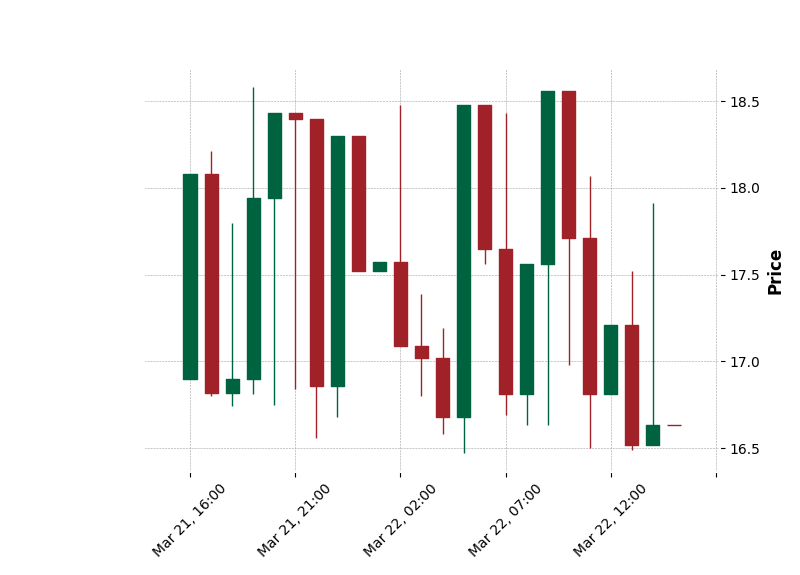 18.5
18.0
17.5
17.0
16.5
Price
Mar 21, 16:00
Mar 21, 21:00
Mar 22, 02:00
Mar 22, 07:00
Mar 22, 12:00